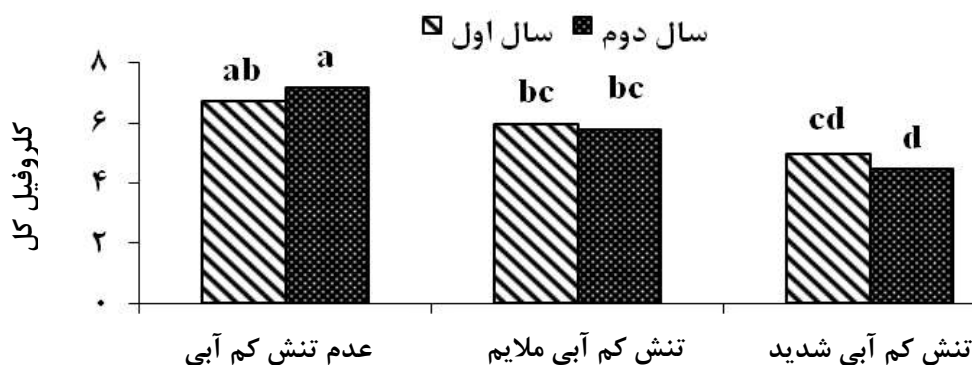 سال اول سال دوم
کلروفیل کل
۸
۶
۴
۲
۰
ab a bc bc cd d
عدم تنش کم آبی تنش کم آبی ملایم تنش کم آبی شدید